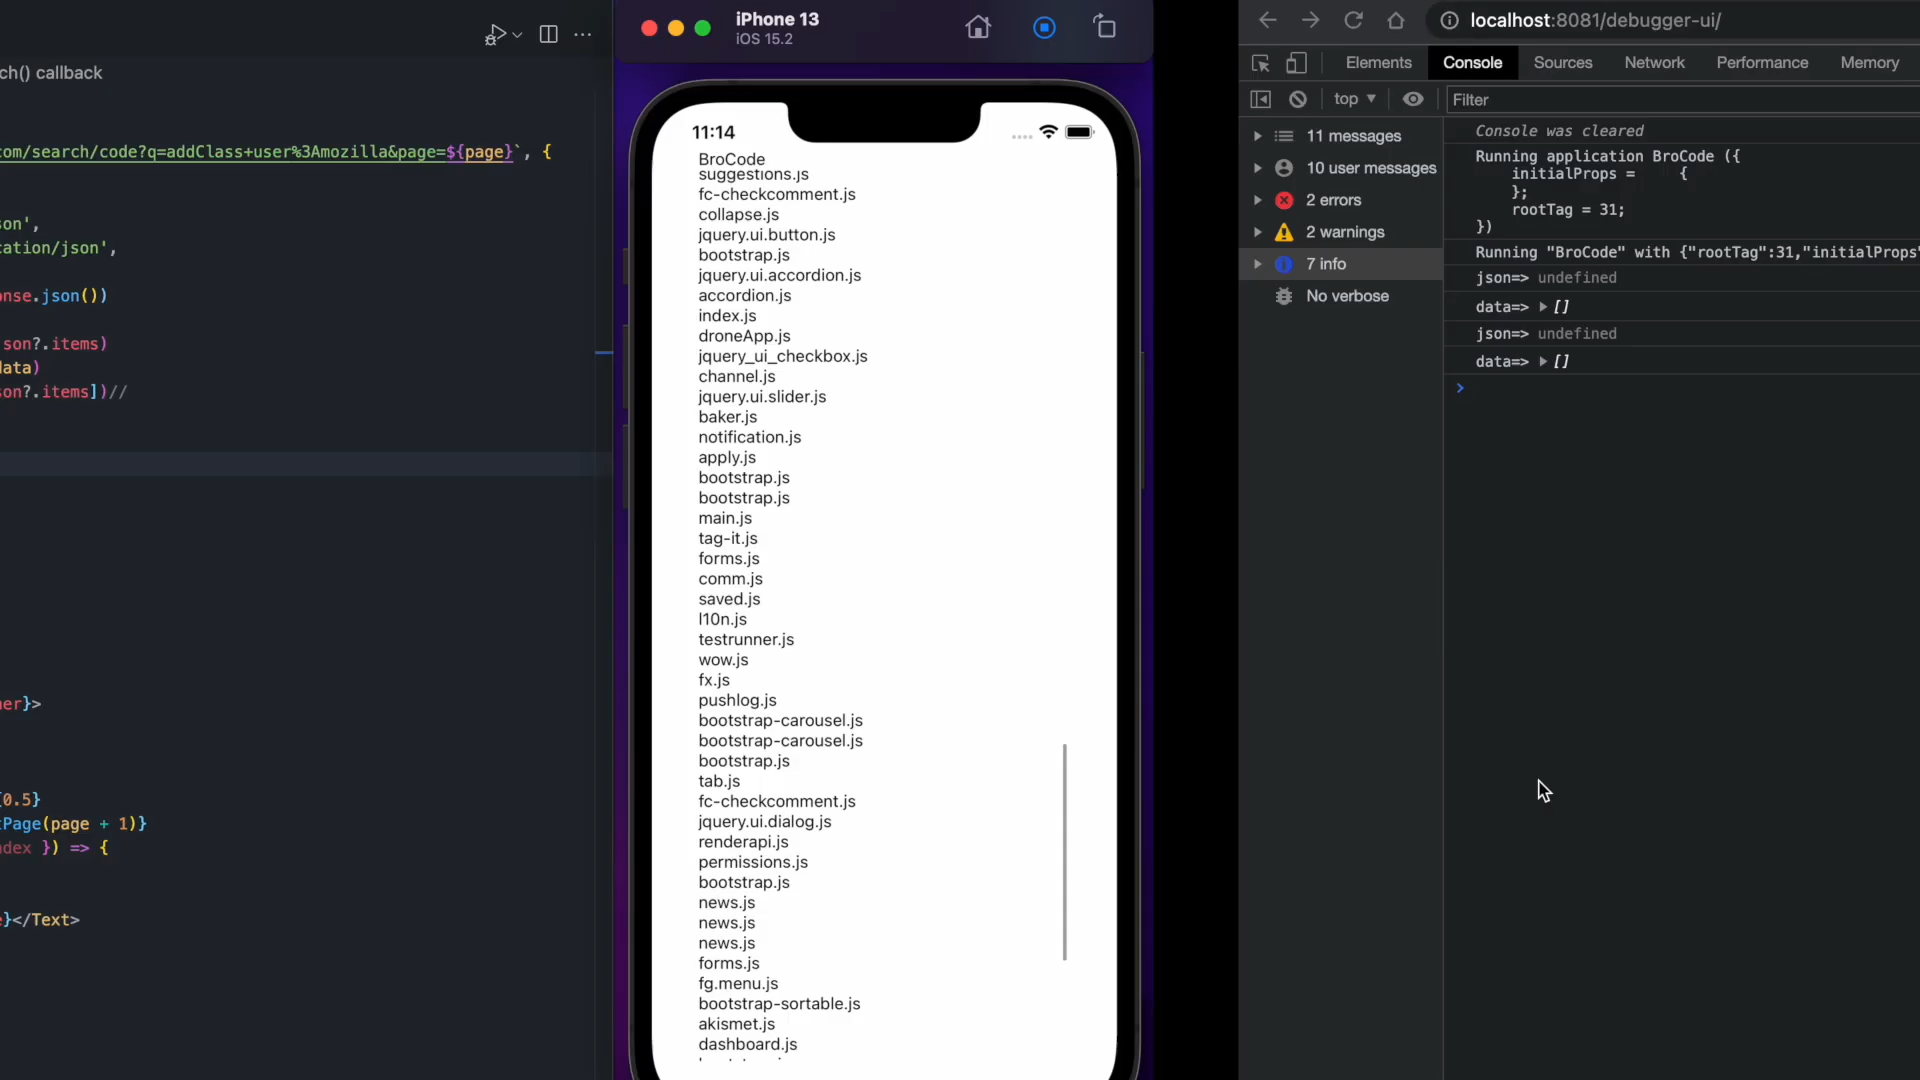 ch() callback
com/search/code?q=addClass+user%3Amozilla&page=${page}`, {
son',
cation/json',
onse.json())
son?.items)
data)
son?.items])//
ner}>
{0.5}
tPage(page + 1)}
ndex }) => {
e}</Text>
iPhone 13
iOS 15.2
11:14
BroCode
suggestions.js
fc-checkcomment.js
collapse.js
jquery.ui.button.js
bootstrap.js
jquery.ui.accordion.js
accordion.js
index.js
droneApp.js
jquery_ui_checkbox.js
channel.js
jquery.ui.slider.js
baker.js
notification.js
apply.js
bootstrap.js
bootstrap.js
main.js
tag-it.js
forms.js
comm.js
saved.js
l10n.js
testrunner.js
wow.js
fx.js
pushlog.js
bootstrap-carousel.js
bootstrap-carousel.js
bootstrap.js
tab.js
fc-checkcomment.js
jquery.ui.dialog.js
renderapi.js
permissions.js
bootstrap.js
news.js
news.js
news.js
forms.js
fg.menu.js
bootstrap-sortable.js
akismet.js
dashboard.js
localhost:8081/debugger-ui/
Elements Console Sources Network Performance Memory
top Filter
11 messages
10 user messages
2 errors
2 warnings
7 info
No verbose
Console was cleared
Running application BroCode ({
initialProps = {
};
rootTag = 31;
})
Running "BroCode" with {"rootTag":31,"initialProps"
json=> undefined
data=> []
json=> undefined
data=> []